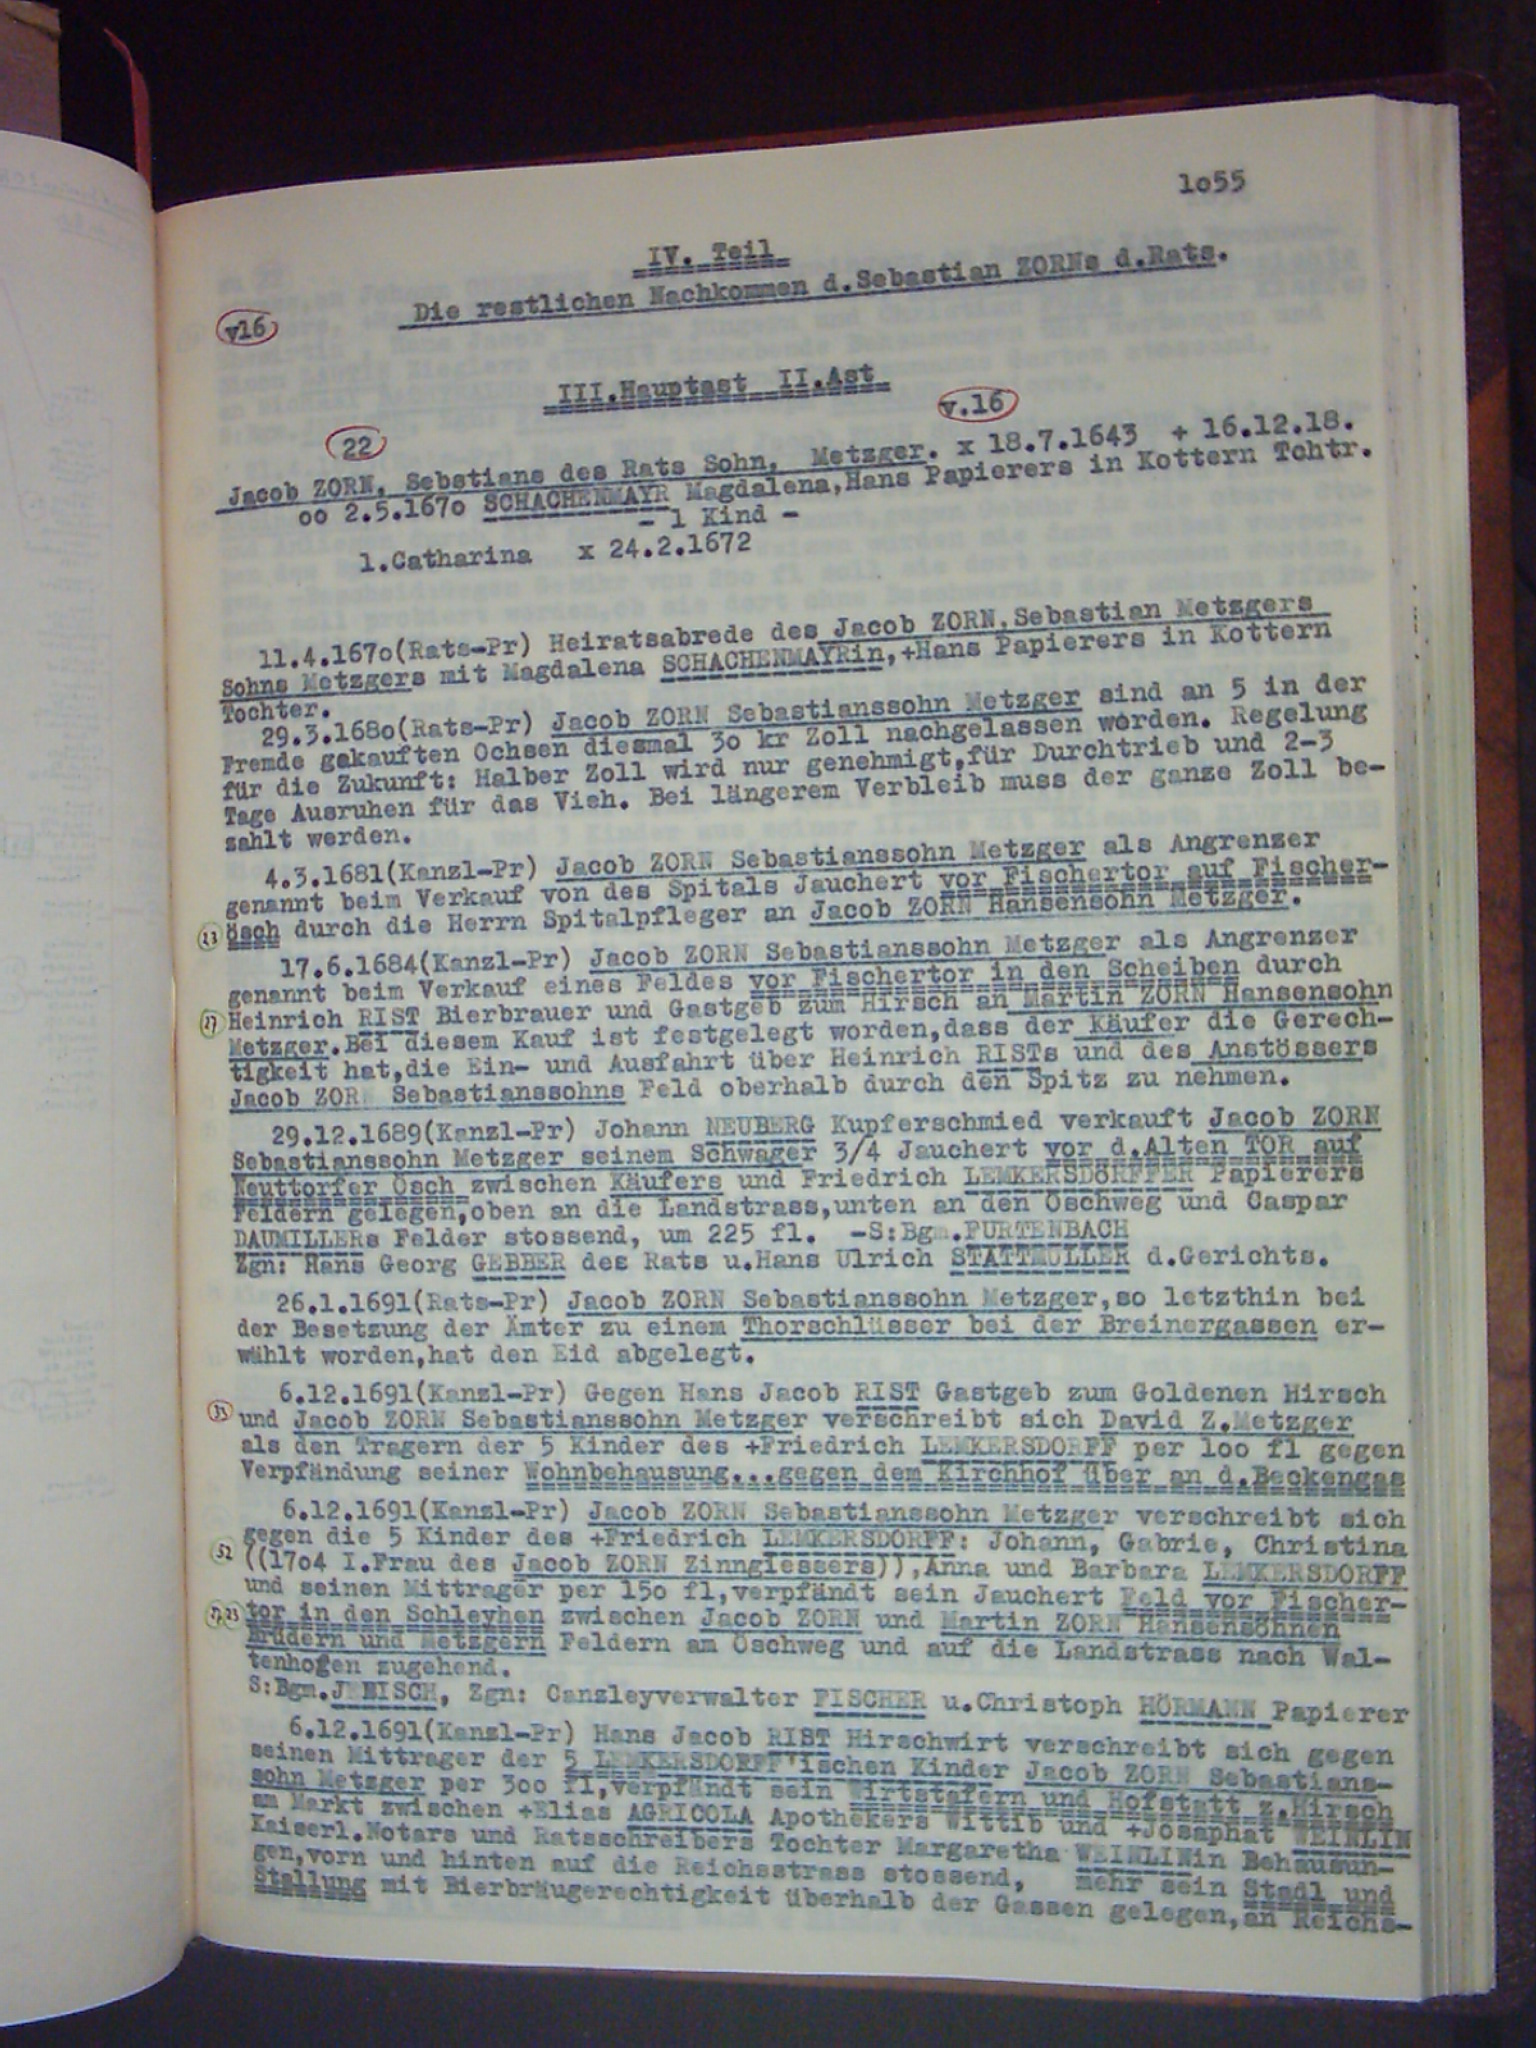 1o55
IV. Teil
Die restlichen Nachkommen d.Sebastian ZORNs d.Rats.
v16
III.Hauptast II.Ast
v.16
22
Jacob ZORN, Sebstians des Rats Sohn, Metzger. x 18.7.1643 + 16.12.18.
oo 2.5.167o SCHACHENMAYR Magdalena,Hans Papierers in Kottern Tchtr.
- 1 Kind -
1.Catharina x 24.2.1672
11.4.167o(Rats-Pr) Heiratsabrede des Jacob ZORN,Sebastian Metzgers
Sohns Metzgers mit Magdalena SCHACHENMAYRin,+Hans Papierers in Kottern
Tochter.
29.3.168o(Rats-Pr) Jacob ZORN Sebastianssohn Metzger sind an 5 in der
Fremde gekauften Ochsen diesmal 3o kr Zoll nachgelassen worden. Regelung
für die Zukunft: Halber Zoll wird nur genehmigt,für Durchtrieb und 2-3
Tage Ausruhen für das Vieh. Bei längerem Verbleib muss der ganze Zoll be-
zahlt werden.
4.3.1681(Kanzl-Pr) Jacob ZORN Sebastianssohn Metzger als Angrenzer
genannt beim Verkauf von des Spitals Jauchert vor Fischertor auf Fischer-
23 ösch durch die Herrn Spitalpfleger an Jacob ZORN Hansensohn Metzger.
17.6.1684(Kanzl-Pr) Jacob ZORN Sebastianssohn Metzger als Angrenzer
genannt beim Verkauf eines Feldes vor Fischertor in den Scheiben durch
27 Heinrich RIST Bierbrauer und Gastgeb zum Hirsch an Martin ZORN Hansensohn
Metzger.Bei diesem Kauf ist festgelegt worden,dass der Käufer die Gerech-
tigkeit hat,die Ein- und Ausfahrt über Heinrich RISTs und des Anstössers
Jacob ZORN Sebastianssohns Feld oberhalb durch den Spitz zu nehmen.
29.12.1689(Kanzl-Pr) Johann NEUBERG Kupferschmied verkauft Jacob ZORN
Sebastianssohn Metzger seinem Schwager 3/4 Jauchert vor d.Alten TOR auf
Neuttorfer Ösch zwischen Käufers und Friedrich LEMKERSDÖRFFER Papierers
Feldern gelegen,oben an die Landstrass,unten an den Öschweg und Caspar
DAUMILLERs Felder stossend, um 225 fl. -S:Bgm.FURTENBACH
Zgn: Hans Georg GEBBER des Rats u.Hans Ulrich STATTMÜLLER d.Gerichts.
26.1.1691(Rats-Pr) Jacob ZORN Sebastianssohn Metzger,so letzthin bei
der Besetzung der Ämter zu einem Thorschlüsser bei der Breinergassen er-
wählt worden,hat den Eid abgelegt.
6.12.1691(Kanzl-Pr) Gegen Hans Jacob RIST Gastgeb zum Goldenen Hirsch
33 und Jacob ZORN Sebastianssohn Metzger verschreibt sich David Z.Metzger
als den Tragern der 5 Kinder des +Friedrich LEMKERSDORFF per 1oo fl gegen
Verpfändung seiner Wohnbehausung...gegen dem Kirchhof über an d.Beckengas
6.12.1691(Kanzl-Pr) Jacob ZORN Sebastianssohn Metzger verschreibt sich
gegen die 5 Kinder des +Friedrich LEMKERSDORFF: Johann, Gabrie, Christina
52 ((17o4 I.Frau des Jacob ZORN Zinngiessers)),Anna und Barbara LEMKERSDORFF
und seinen Mittrager per 15o fl,verpfändt sein Jauchert Feld vor Fischer-
27,23 tor in den Schleyhen zwischen Jacob ZORN und Martin ZORN Hansensöhnen
Brüdern und Metzgern Feldern am Öschweg und auf die Landstrass nach Wal-
tenhofen zugehend.
S:Bgm.JENISCH, Zgn: Canzleyverwalter FISCHER u.Christoph HÖRMANN Papierer
6.12.1691(Kanzl-Pr) Hans Jacob RIST Hirschwirt verschreibt sich gegen
seinen Mittrager der 5 LEMKERSDORFF'ischen Kinder Jacob ZORN Sebastians-
sohn Metzger per 3oo fl,verpfändt sein Wirtstafern und Hofstatt z.Hirsch
am Markt zwischen +Elias AGRICOLA Apothekers Wittib und +Josaphat WEINLIN
Kaiserl.Notars und Ratsschreibers Tochter Margaretha WEINLINin Behausun-
gen,vorn und hinten auf die Reichsstrass stossend, mehr sein Stadl und
Stallung mit Bierbräugerechtigkeit überhalb der Gassen gelegen,an Reichs-